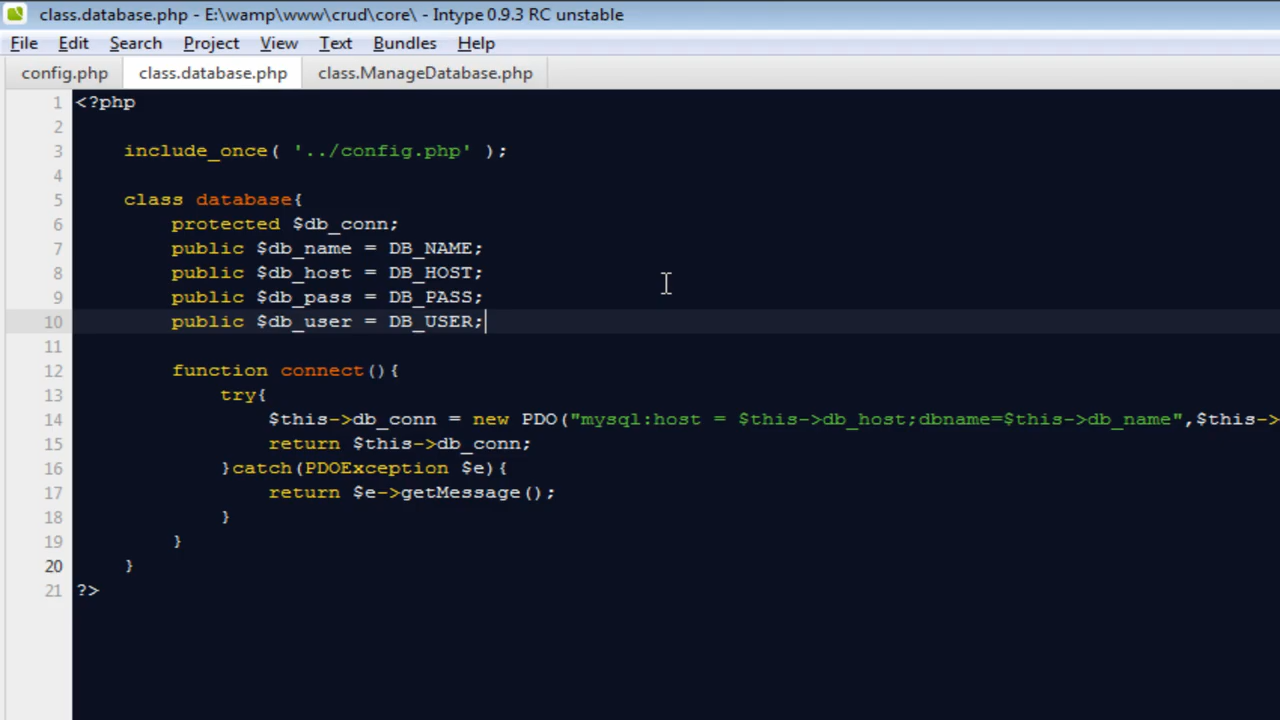 class.database.php - E:\wamp\www\crud\core\ - Intype 0.9.3 RC unstable
File Edit Search Project View Text Bundles Help
config.php class.database.php class.ManageDatabase.php
1 <?php
2
3 include_once( '../config.php' );
4
5 class database{
6 protected $db_conn;
7 public $db_name = DB_NAME;
8 public $db_host = DB_HOST;
9 public $db_pass = DB_PASS;
10 public $db_user = DB_USER;
11
12 function connect(){
13 try{
14 $this->db_conn = new PDO("mysql:host = $this->db_host;dbname=$this->db_name",$this->
15 return $this->db_conn;
16 }catch(PDOException $e){
17 return $e->getMessage();
18 }
19 }
20 }
21 ?>